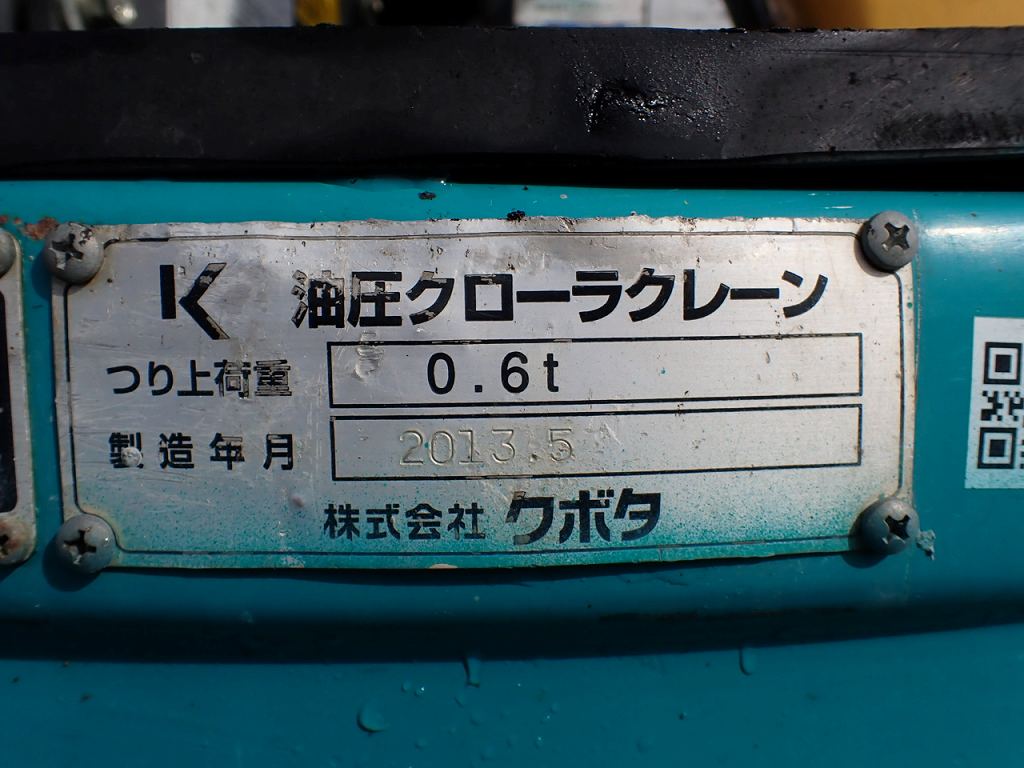 K 油圧クローラクレーン
つり上荷重 0.6t
製造年月 2013.5
株式会社 クボタ